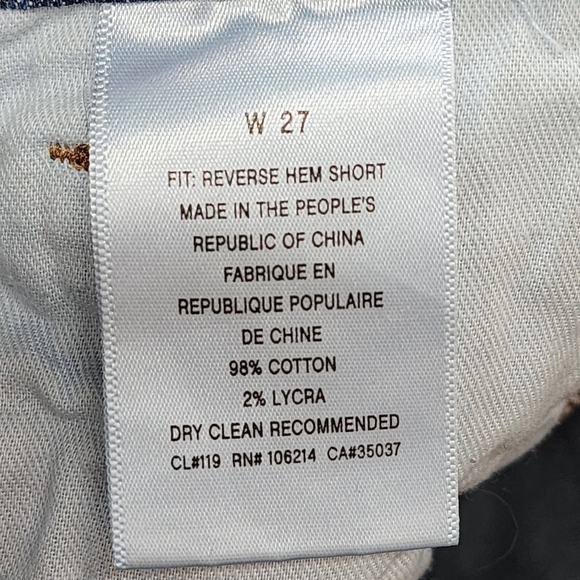 W 27
FIT: REVERSE HEM SHORT
MADE IN THE PEOPLE'S
REPUBLIC OF CHINA
FABRIQUE EN
REPUBLIQUE POPULAIRE
DE CHINE
98% COTTON
2% LYCRA
DRY CLEAN RECOMMENDED
CL#119 RN# 106214 CA#35037